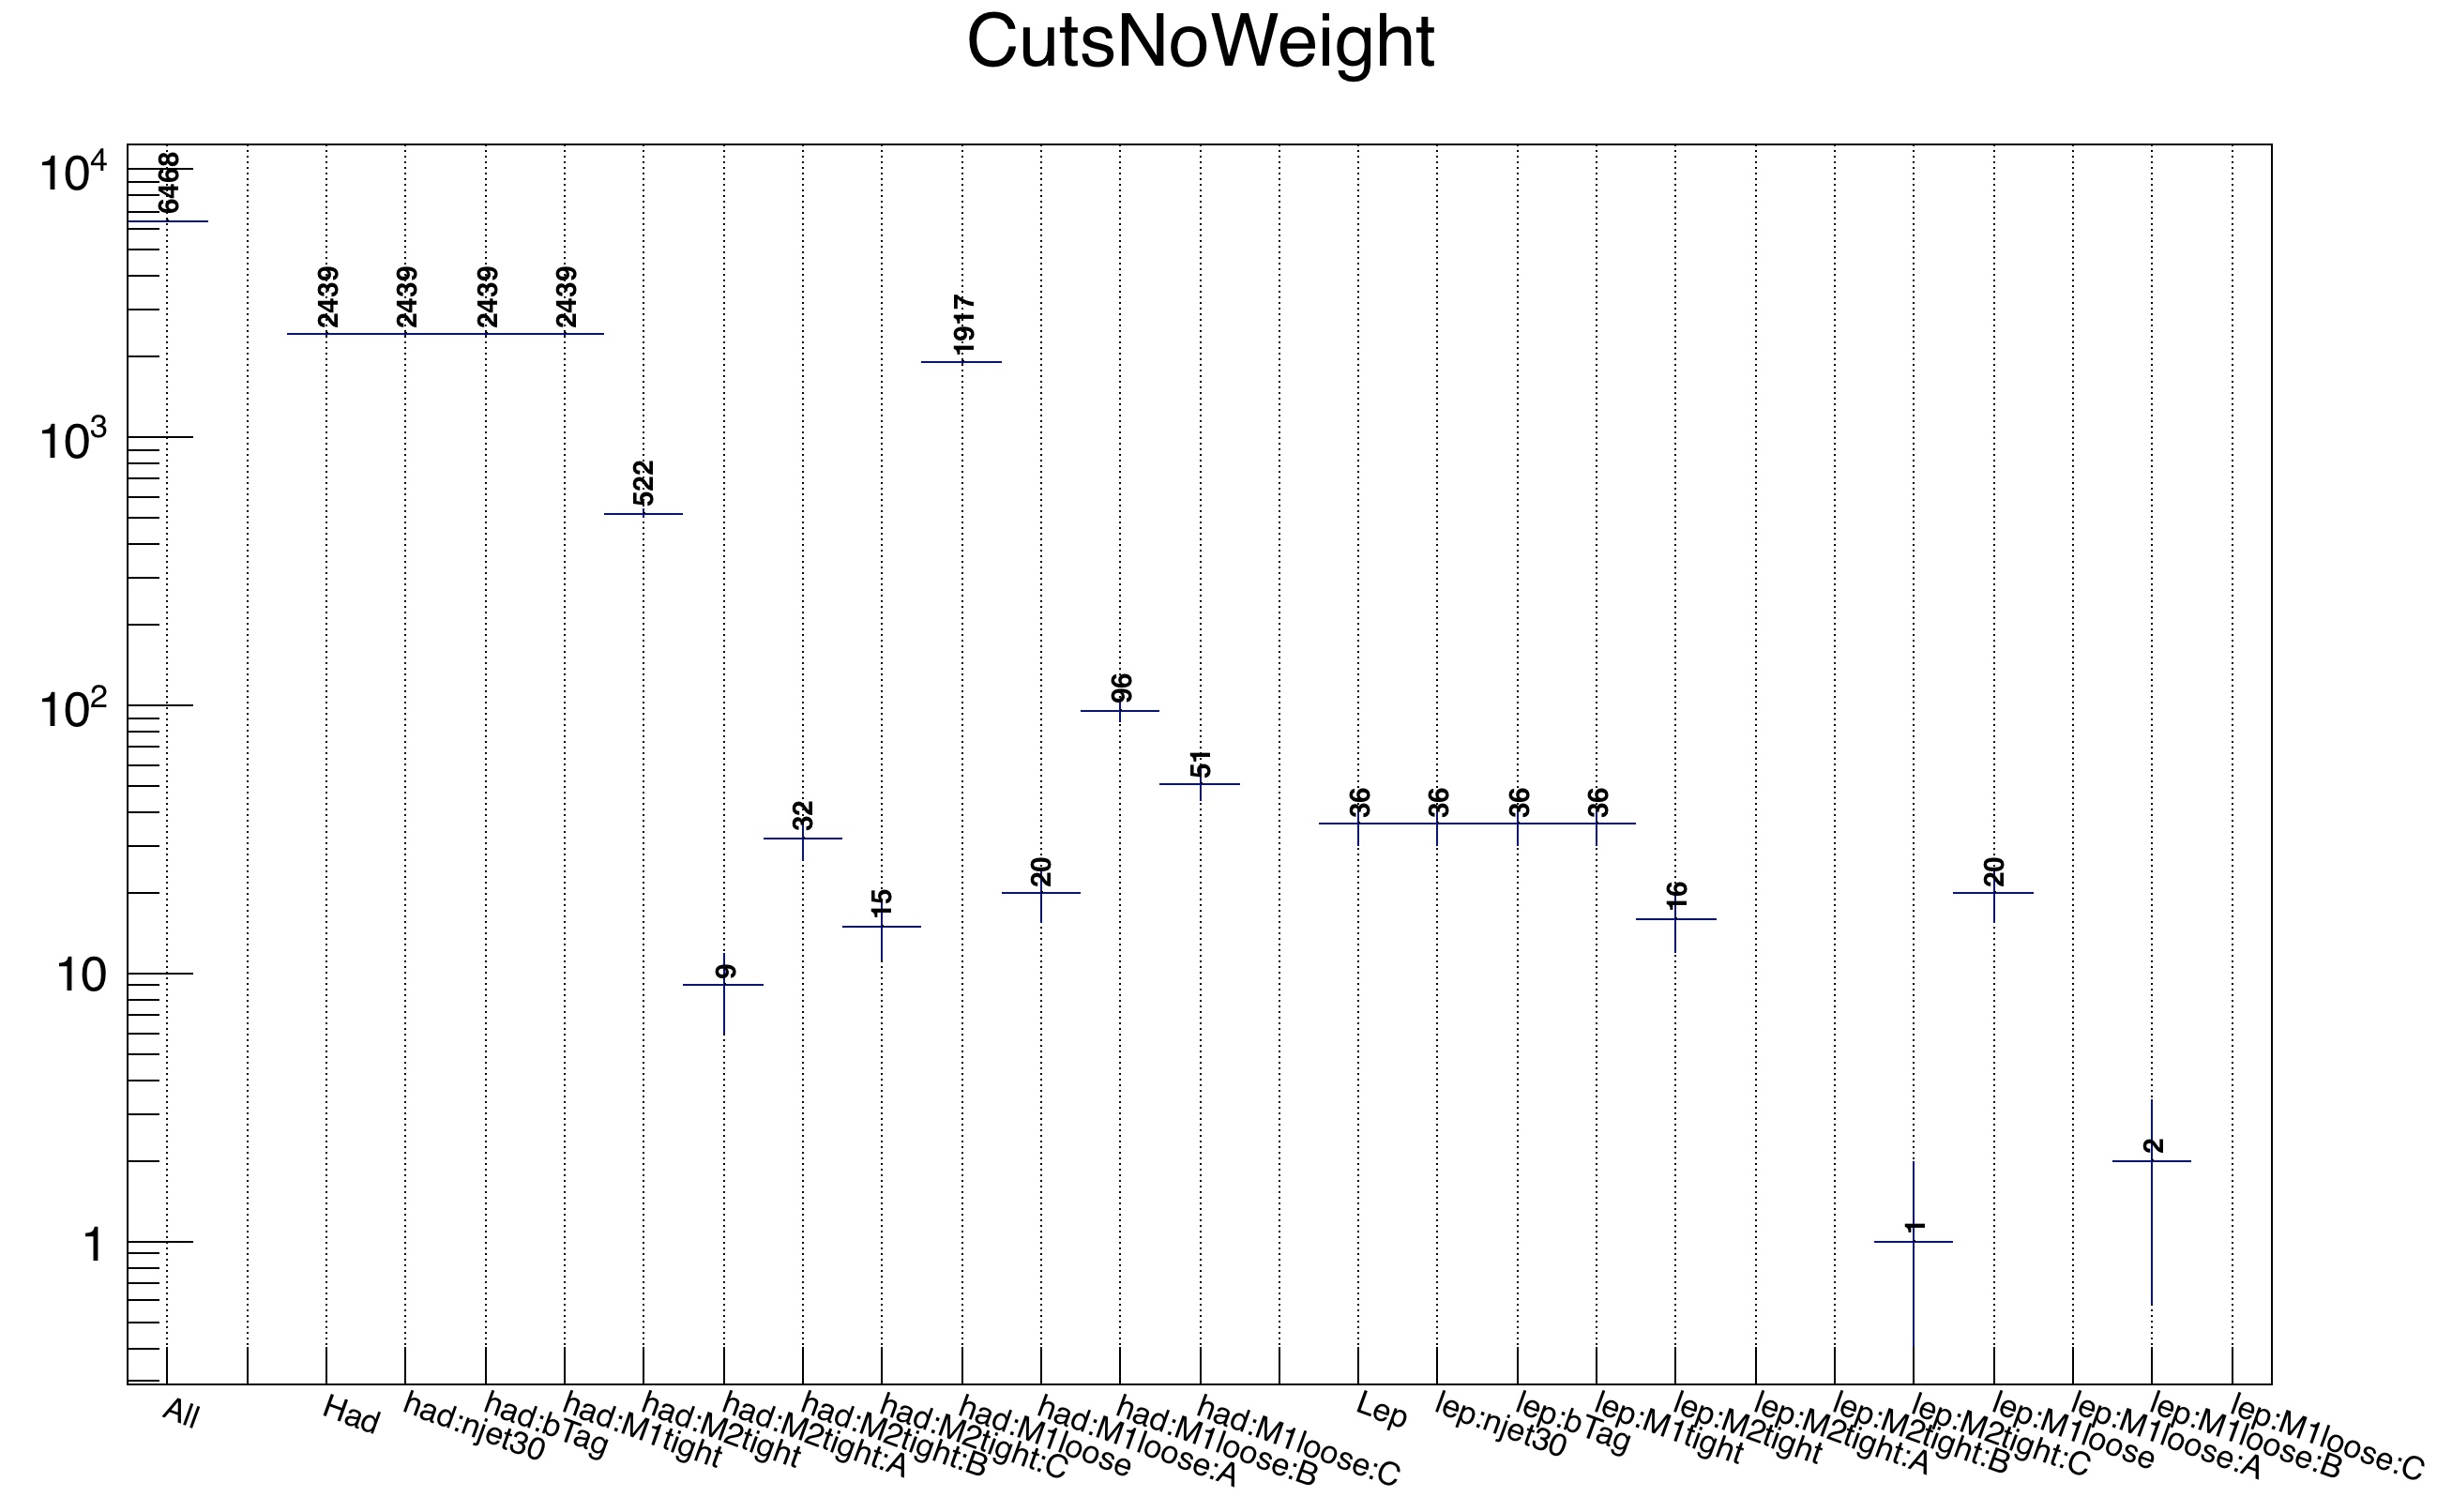 CutsNoWeight
10^4
10^3
10^2
10
1
6468
2439
2439
2439
2439
522
9
32
15
1917
20
96
51
36
36
36
36
16
1
20
2
All
Had
had:njet30
had:bTag
had:M1tight
had:M2tight
had:M2tight:A
had:M2tight:B
had:M2tight:C
had:M1loose
had:M1loose:A
had:M1loose:B
had:M1loose:C
Lep
lep:njet30
lep:bTag
lep:M1tight
lep:M2tight
lep:M2tight:A
lep:M2tight:B
lep:M2tight:C
lep:M1loose
lep:M1loose:A
lep:M1loose:B
lep:M1loose:C